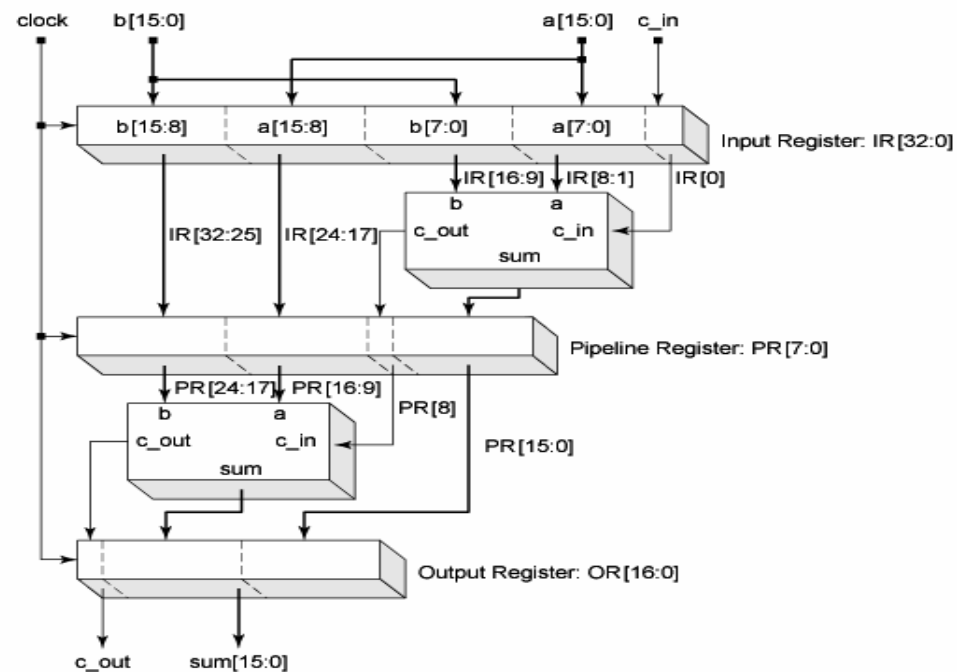 clock b[15:0] a[15:0] c_in
b[15:8] a[15:8] b[7:0] a[7:0]
Input Register: IR[32:0]
IR[16:9] IR[8:1] IR[0]
b a
IR[32:25] IR[24:17] c_out c_in
sum
Pipeline Register: PR[7:0]
PR[24:17] PR[16:9]
PR[8]
b a
c_out c_in
PR[15:0]
sum
Output Register: OR[16:0]
c_out sum[15:0]